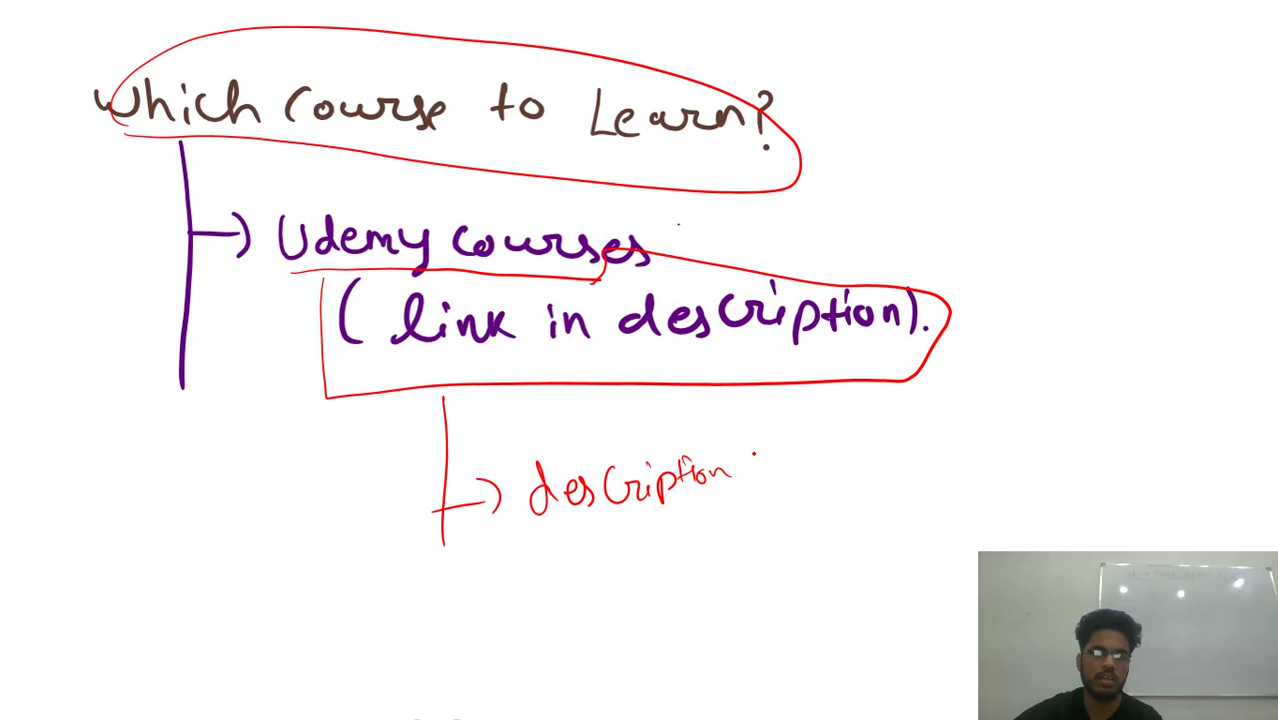 Which Course to Learn?
Udemy courses
( link in description).
description